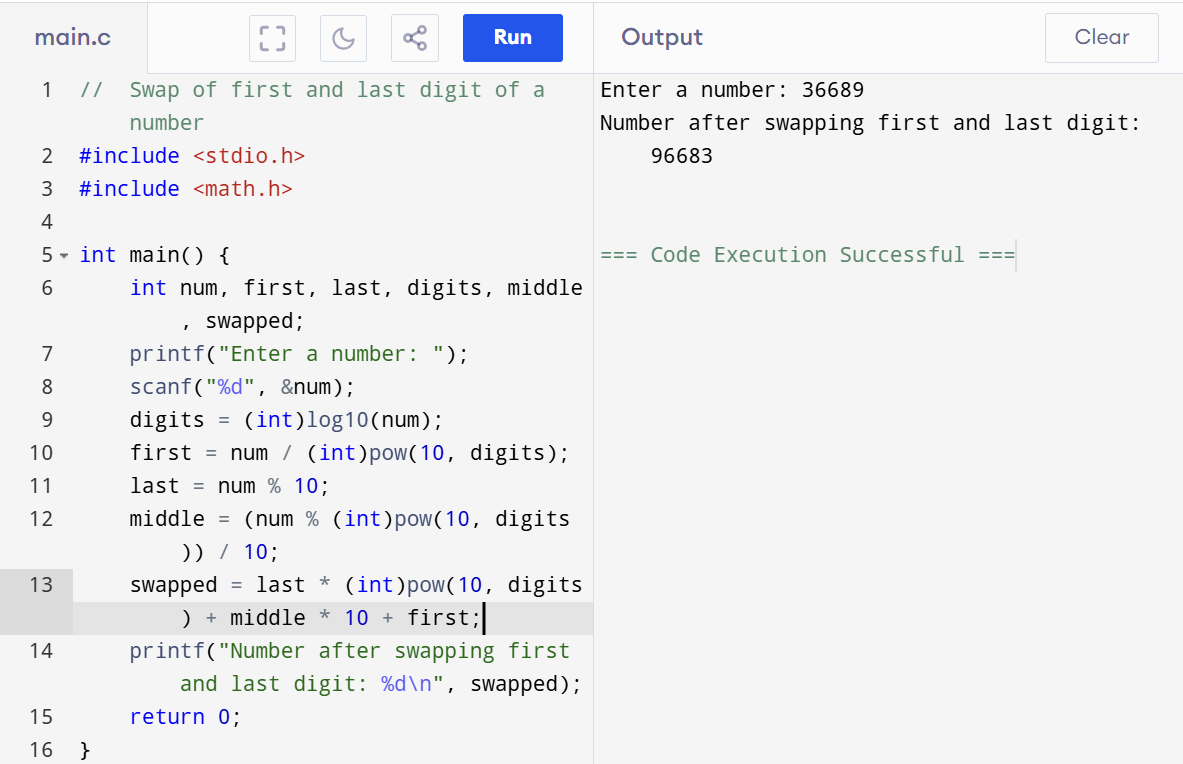 main.c
Run
Output
Clear
1 // Swap of first and last digit of a
number
2 #include <stdio.h>
3 #include <math.h>
4
5 int main() {
6 int num, first, last, digits, middle
, swapped;
7 printf("Enter a number: ");
8 scanf("%d", &num);
9 digits = (int)log10(num);
10 first = num / (int)pow(10, digits);
11 last = num % 10;
12 middle = (num % (int)pow(10, digits
)) / 10;
13 swapped = last * (int)pow(10, digits
) + middle * 10 + first;
14 printf("Number after swapping first
and last digit: %d\n", swapped);
15 return 0;
16 }
Enter a number: 36689
Number after swapping first and last digit:
96683
=== Code Execution Successful ===